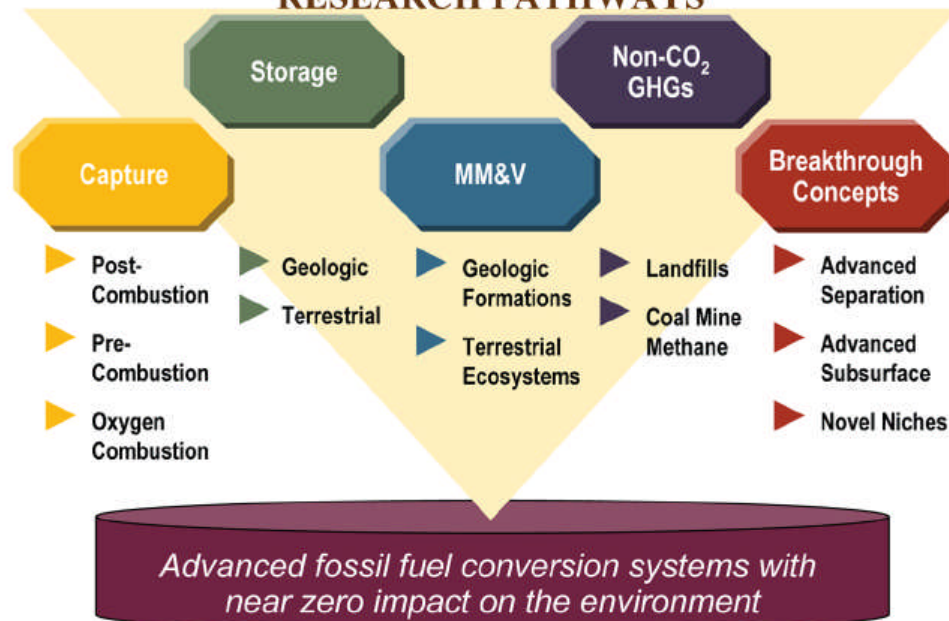 RESEARCH PATHWAYS
Storage
Non-CO₂
GHGs
Capture
MM&V
Breakthrough
Concepts
Post-
Combustion
Pre-
Combustion
Oxygen
Combustion
Geologic
Terrestrial
Geologic
Formations
Terrestrial
Ecosystems
Landfills
Coal Mine
Methane
Advanced
Separation
Advanced
Subsurface
Novel Niches
Advanced fossil fuel conversion systems with
near zero impact on the environment